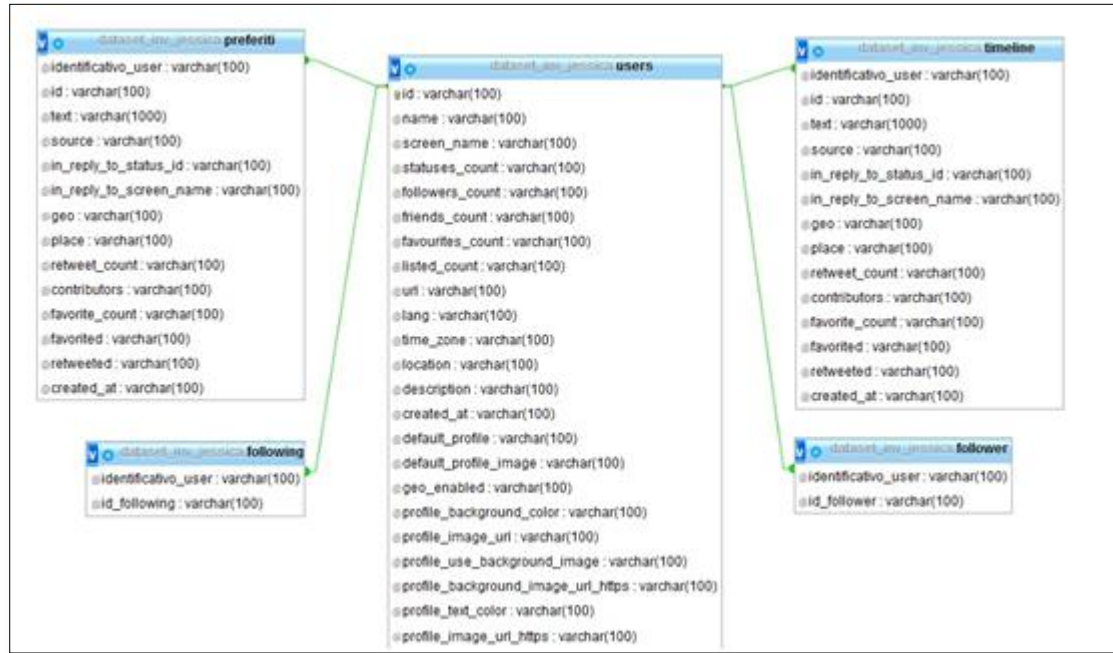 dataset_inv_jessica.preferiti
identificativo_user : varchar(100)
id : varchar(100)
text : varchar(1000)
source : varchar(100)
in_reply_to_status_id : varchar(100)
in_reply_to_screen_name : varchar(100)
geo : varchar(100)
place : varchar(100)
retweet_count : varchar(100)
contributors : varchar(100)
favorite_count : varchar(100)
favorited : varchar(100)
retweeted : varchar(100)
created_at : varchar(100)
dataset_inv_jessica.following
identificativo_user : varchar(100)
id_following : varchar(100)
dataset_inv_jessica.users
id : varchar(100)
name : varchar(100)
screen_name : varchar(100)
statuses_count : varchar(100)
followers_count : varchar(100)
friends_count : varchar(100)
favourites_count : varchar(100)
listed_count : varchar(100)
url : varchar(100)
lang : varchar(100)
time_zone : varchar(100)
location : varchar(100)
description : varchar(100)
created_at : varchar(100)
default_profile : varchar(100)
default_profile_image : varchar(100)
geo_enabled : varchar(100)
profile_background_color : varchar(100)
profile_image_url : varchar(100)
profile_use_background_image : varchar(100)
profile_background_image_url_https : varchar(100)
profile_text_color : varchar(100)
profile_image_url_https : varchar(100)
dataset_inv_jessica.timeline
identificativo_user : varchar(100)
id : varchar(100)
text : varchar(1000)
source : varchar(100)
in_reply_to_status_id : varchar(100)
in_reply_to_screen_name : varchar(100)
geo : varchar(100)
place : varchar(100)
retweet_count : varchar(100)
contributors : varchar(100)
favorite_count : varchar(100)
favorited : varchar(100)
retweeted : varchar(100)
created_at : varchar(100)
dataset_inv_jessica.follower
identificativo_user : varchar(100)
id_follower : varchar(100)